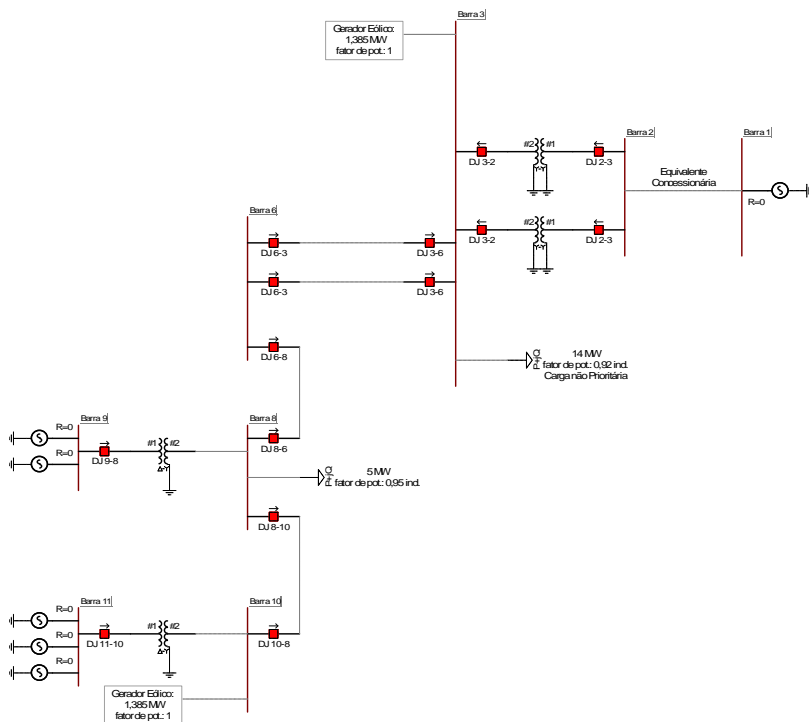 Barra 3
Gerador Eólico:
1,385 MW
fator de pot.: 1
Barra 2
Barra 1
#2 #1
DJ 3-2
DJ 2-3
Equivalente
Concessionária
R=0
Barra 6
#2 #1
DJ 3-2
DJ 2-3
DJ 6-3
DJ 3-6
DJ 6-3
DJ 3-6
DJ 6-8
P+jQ
14 MW
fator de pot.: 0,92 ind.
Carga não Prioritária
Barra 9
Barra 8
R=0
R=0
#1 #2
DJ 9-8
DJ 8-6
P+jQ
5 MW
fator de pot.: 0,95 ind.
DJ 8-10
Barra 11
Barra 10
R=0
R=0
R=0
#1 #2
DJ 11-10
DJ 10-8
Gerador Eólico:
1,385 MW
fator de pot.: 1